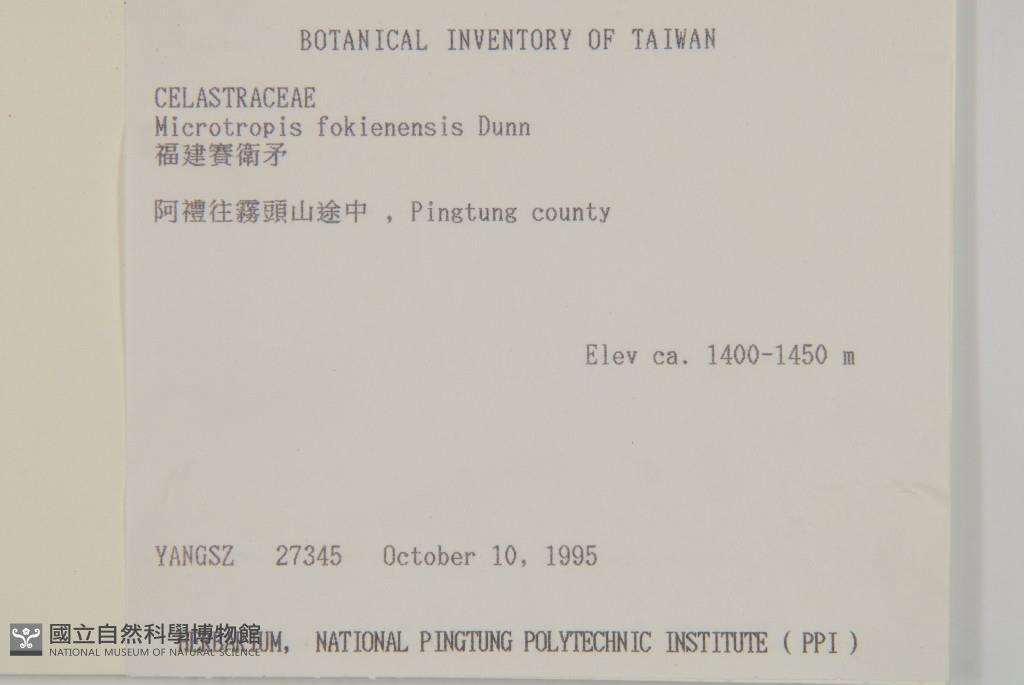 BOTANICAL INVENTORY OF TAIWAN
CELASTRACEAE
Microtropis fokienensis Dunn
福建賽衛矛
阿禮往霧頭山途中 , Pingtung county
Elev ca. 1400-1450 m
YANGSZ 27345 October 10, 1995
HERBARIUM, NATIONAL PINGTUNG POLYTECHNIC INSTITUTE ( PPI )
國立自然科學博物館
NATIONAL MUSEUM OF NATURAL SCIENCE